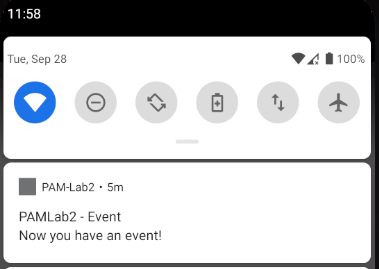 11:58
Tue, Sep 28 100%
PAM-Lab2 • 5m
PAMLab2 - Event
Now you have an event!